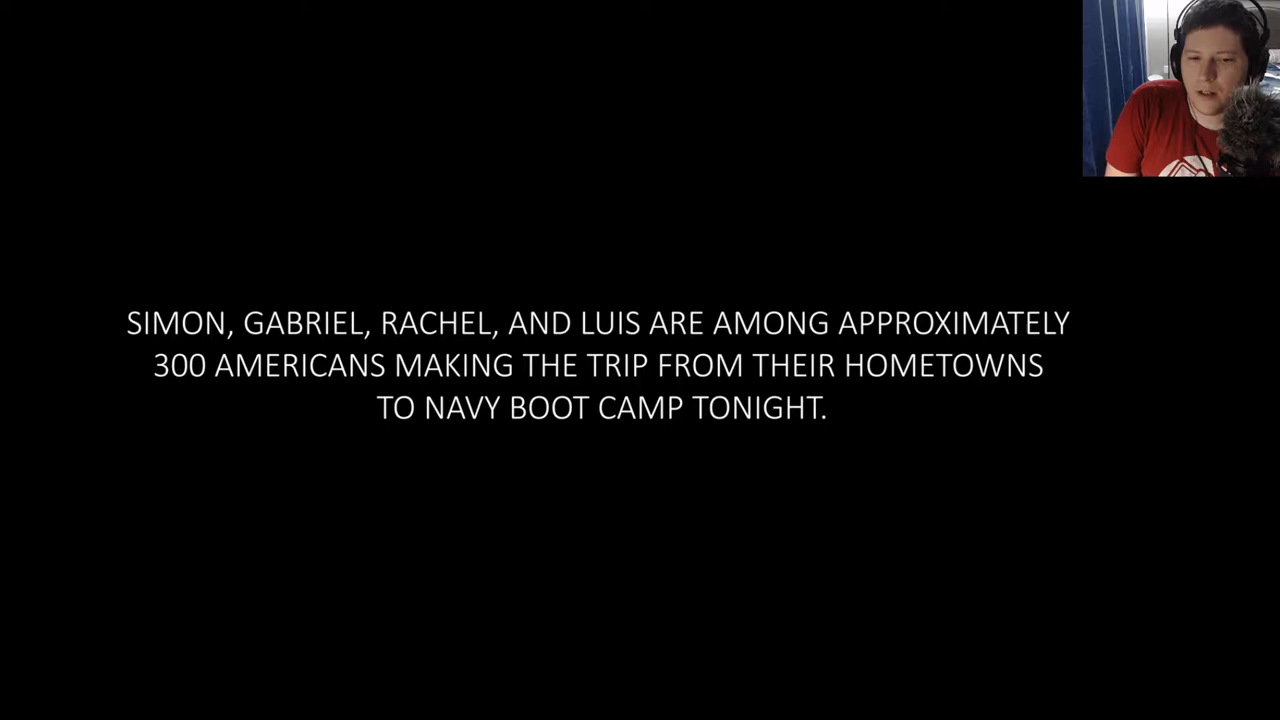 SIMON, GABRIEL, RACHEL, AND LUIS ARE AMONG APPROXIMATELY
300 AMERICANS MAKING THE TRIP FROM THEIR HOMETOWNS
TO NAVY BOOT CAMP TONIGHT.